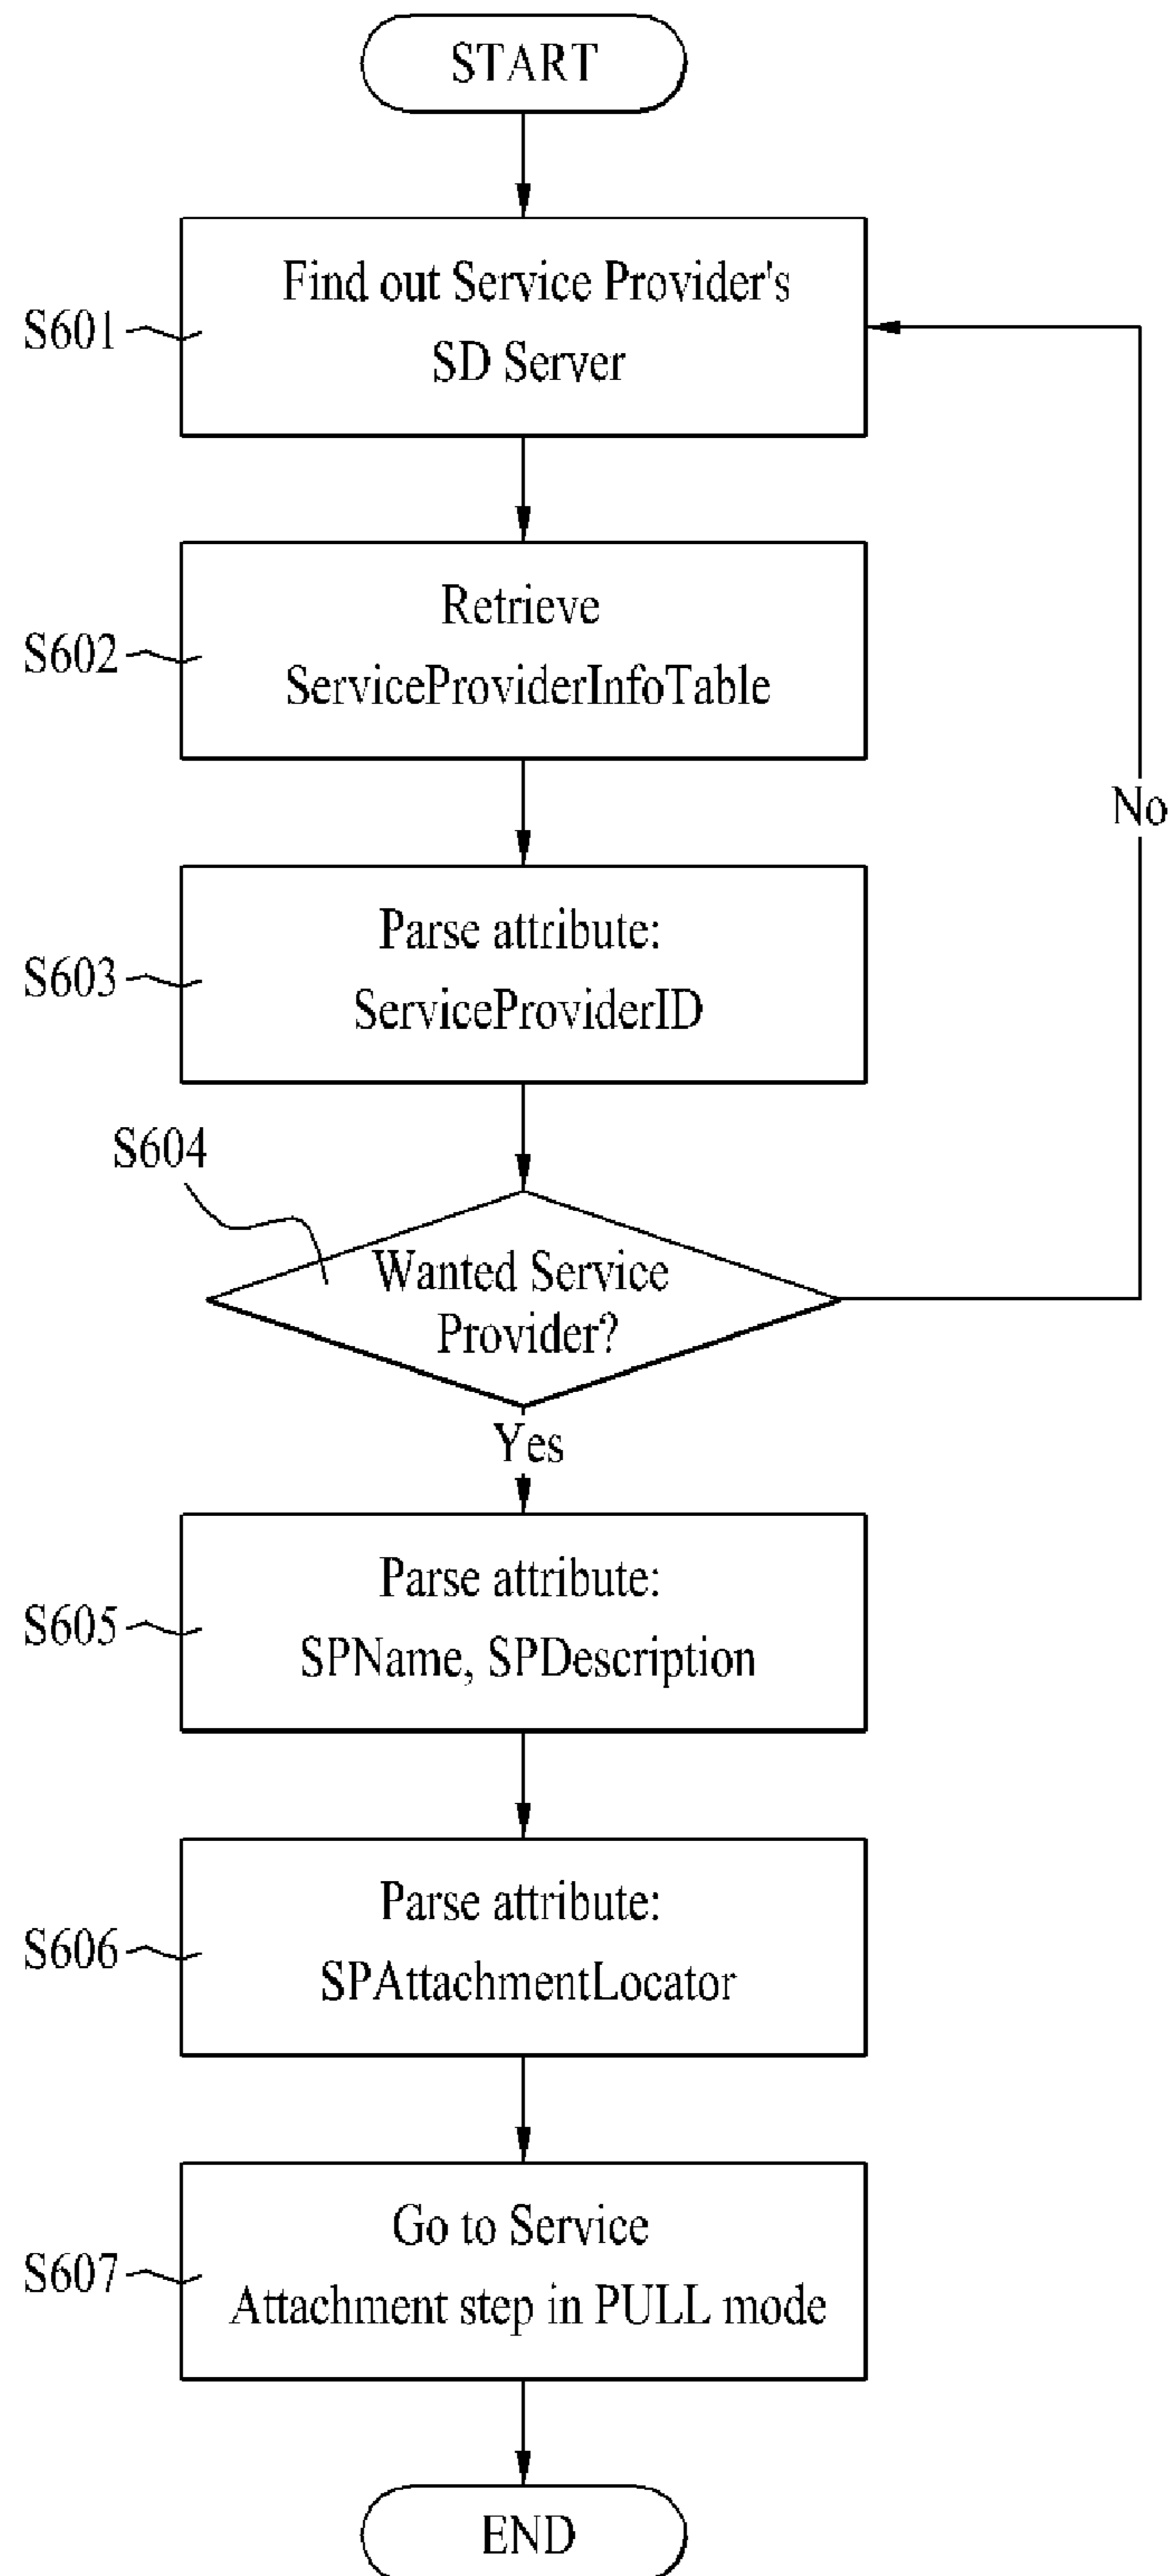 START
S601
Find out Service Provider's
SD Server
S602
Retrieve
ServiceProviderInfoTable
No
S603
Parse attribute:
ServiceProviderID
S604
Wanted Service
Provider?
Yes
S605
Parse attribute:
SPName, SPDescription
S606
Parse attribute:
SPAttachmentLocator
S607
Go to Service
Attachment step in PULL mode
END